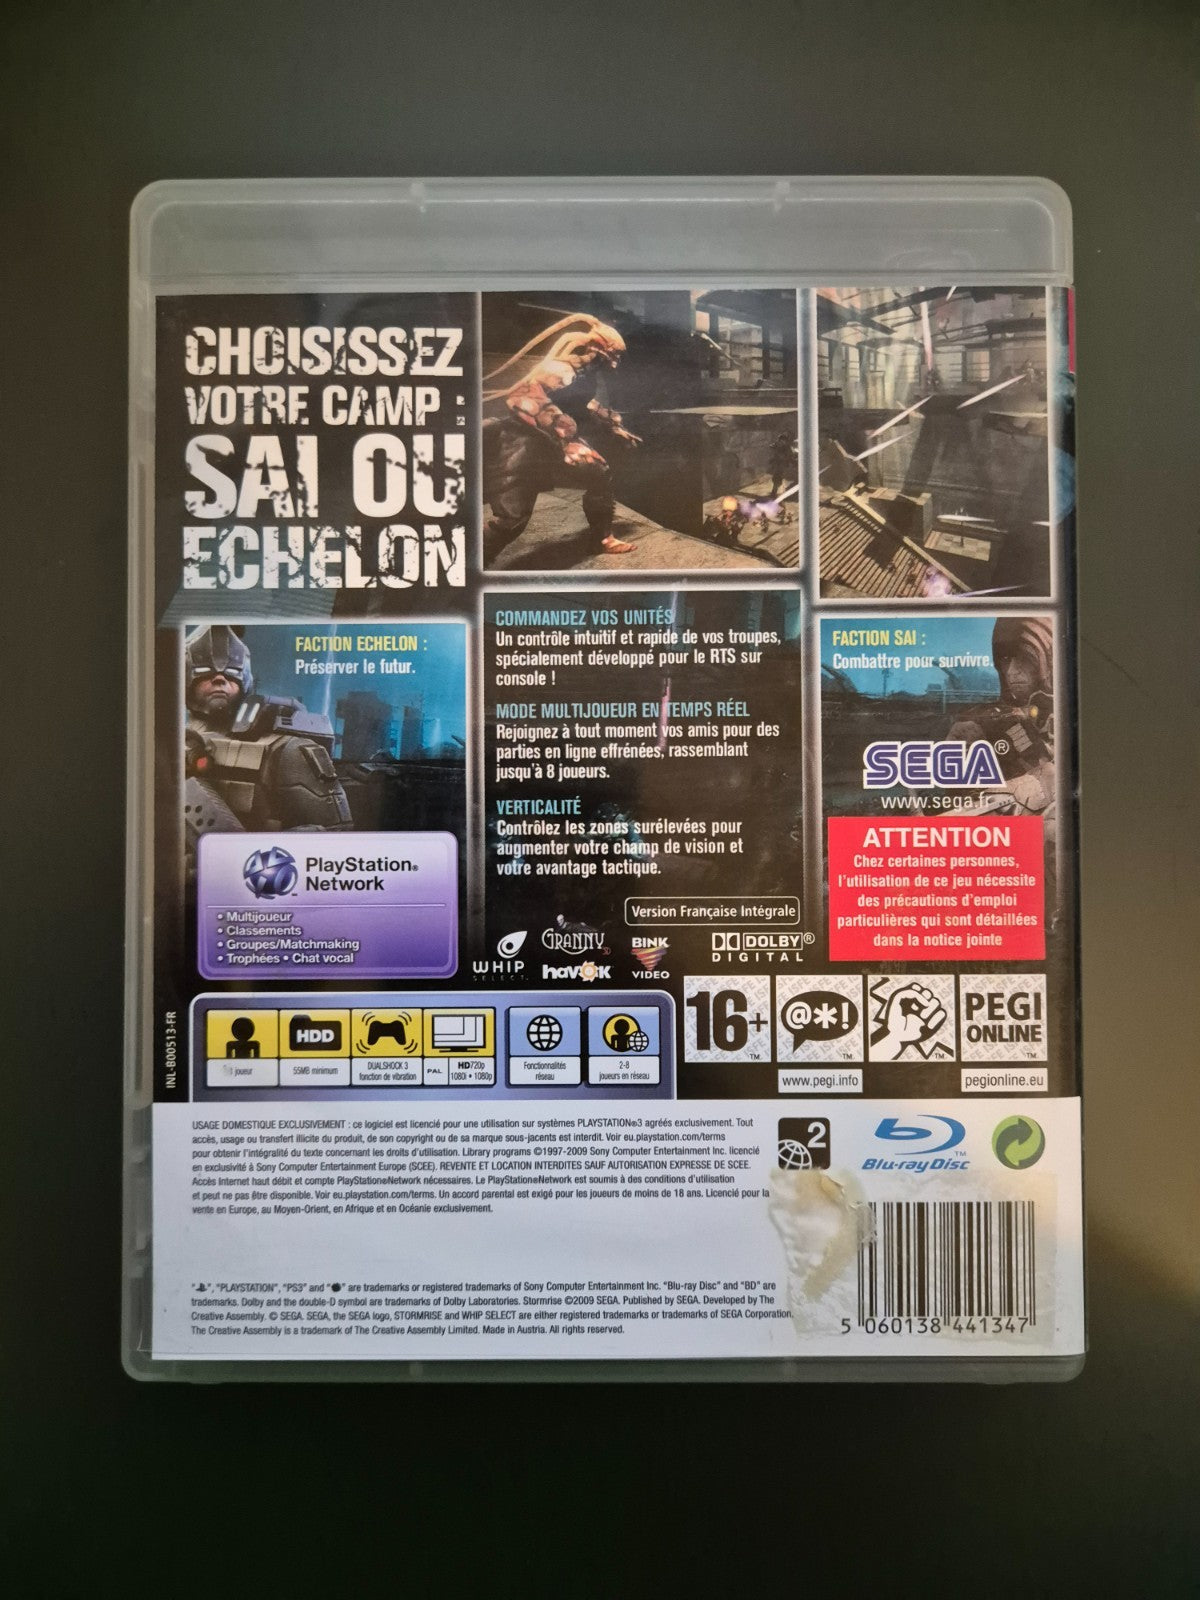 CHOISISSEZ
VOTRE CAMP :
SAI OU
ECHELON
FACTION ECHELON :
Préserver le futur.
COMMANDEZ VOS UNITÉS
Un contrôle intuitif et rapide de vos troupes,
spécialement développé pour le RTS sur
console !
MODE MULTIJOUEUR EN TEMPS RÉEL
Rejoignez à tout moment vos amis pour des
parties en ligne effrénées, rassemblant
jusqu'à 8 joueurs.
VERTICALITÉ
Contrôlez les zones surélevées pour
augmenter votre champ de vision et
votre avantage tactique.
FACTION SAI :
Combattre pour survivre.
SEGA®
www.sega.fr
ATTENTION
Chez certaines personnes,
l'utilisation de ce jeu nécessite
des précautions d'emploi
particulières qui sont détaillées
dans la notice jointe
PlayStation®
Network
• Multijoueur
• Classements
• Groupes/Matchmaking
• Trophées • Chat vocal
Version Française Intégrale
WHIP
SELECT
GRANNY
3D
havok
BINK
VIDEO
DOLBY®
DIGITAL
INL-B00513-FR
joueur
HDD
55MB minimum
DUALSHOCK 3
fonction de vibration
PAL
HD720p
1080i • 1080p
Fonctionnalités
réseau
2-8
joueurs en réseau
16+
@*!
PEGI
ONLINE
www.pegi.info
pegionline.eu
USAGE DOMESTIQUE EXCLUSIVEMENT : ce logiciel est licencié pour une utilisation sur systèmes PLAYSTATION®3 agréés exclusivement. Tout
accès, usage ou transfert illicite du produit, de son copyright ou de sa marque sous-jacents est interdit. Voir eu.playstation.com/terms
pour obtenir l'intégralité du texte concernant les droits d'utilisation. Library programs ©1997-2009 Sony Computer Entertainment Inc. licencié
en exclusivité à Sony Computer Entertainment Europe (SCEE). REVENTE ET LOCATION INTERDITES SAUF AUTORISATION EXPRESSE DE SCEE.
Accès Internet haut débit et compte PlayStation®Network nécessaires. Le PlayStation®Network est soumis à des conditions d'utilisation
et peut ne pas être disponible. Voir eu.playstation.com/terms. Un accord parental est exigé pour les joueurs de moins de 18 ans. Licencié pour la
vente en Europe, au Moyen-Orient, en Afrique et en Océanie exclusivement.
2
Blu-ray Disc™
", "PLAYSTATION", "PS3" and " " are trademarks or registered trademarks of Sony Computer Entertainment Inc. "Blu-ray Disc" and "BD" are
trademarks. Dolby and the double-D symbol are trademarks of Dolby Laboratories. Stormrise ©2009 SEGA. Published by SEGA. Developed by The
Creative Assembly. © SEGA. SEGA, the SEGA logo, STORMRISE and WHIP SELECT are either registered trademarks or trademarks of SEGA Corporation.
The Creative Assembly is a trademark of The Creative Assembly Limited. Made in Austria. All rights reserved.
5 060138 441347